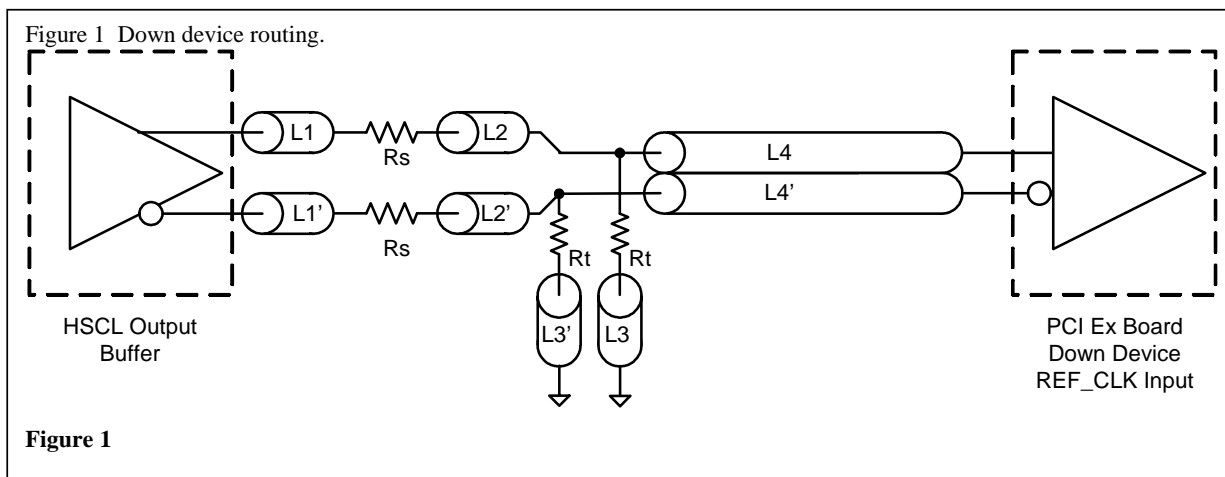 Figure 1  Down device routing.
L1
Rs
L2
L4
L1’
Rs
L2’
L4’
Rt
Rt
L3’
L3
HSCL Output
Buffer
PCI Ex Board
Down Device
REF_CLK Input
Figure 1